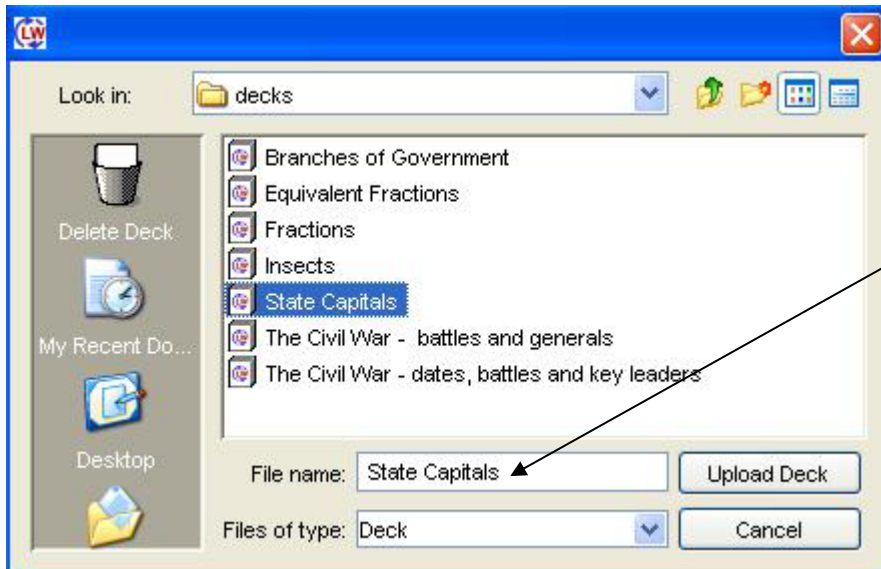 LW
Look in: decks
Delete Deck
My Recent Do...
Desktop
Branches of Government
Equivalent Fractions
Fractions
Insects
State Capitals
The Civil War - battles and generals
The Civil War - dates, battles and key leaders
File name: State Capitals Upload Deck
Files of type: Deck Cancel